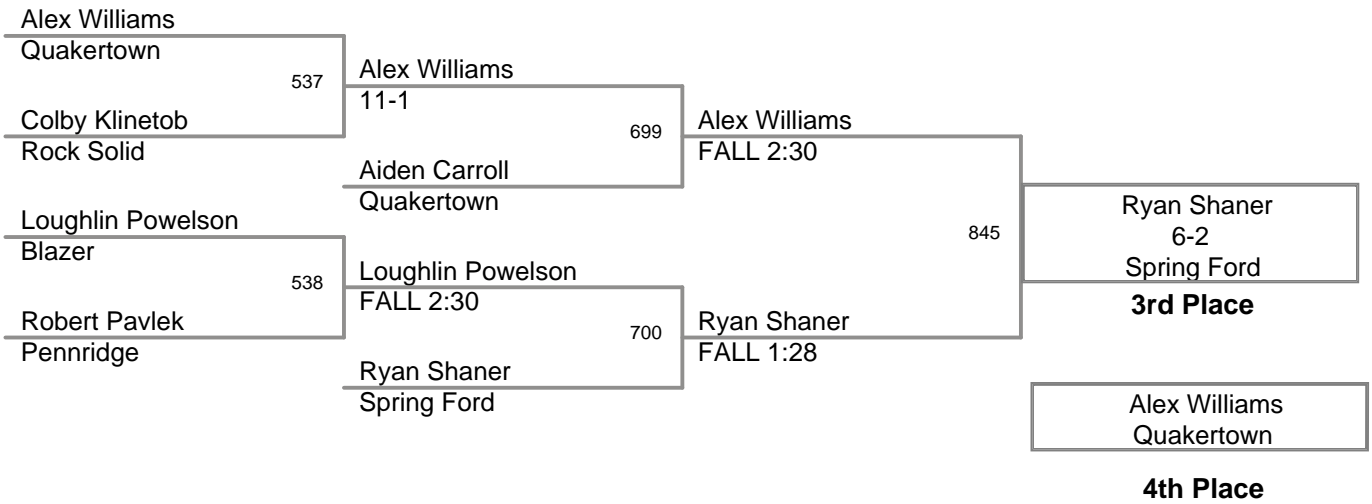 Alex Williams
Quakertown
537
Colby Klinetob
Rock Solid
Loughlin Powelson
Blazer
538
Robert Pavlek
Pennridge
Alex Williams
11-1
699
Aiden Carroll
Quakertown
Loughlin Powelson
FALL 2:30
700
Ryan Shaner
Spring Ford
Alex Williams
FALL 2:30
845
Ryan Shaner
FALL 1:28
Ryan Shaner
6-2
Spring Ford
3rd Place
Alex Williams
Quakertown
4th Place